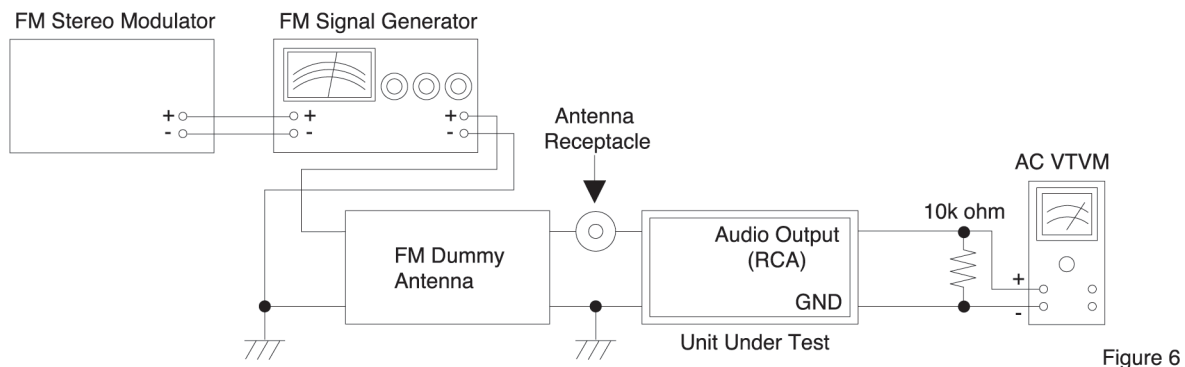 FM Stereo Modulator
FM Signal Generator
+
-
+
-
+
-
Antenna
Receptacle
AC VTVM
10k ohm
FM Dummy
Antenna
Audio Output
(RCA)
GND
+
-
Unit Under Test
Figure 6